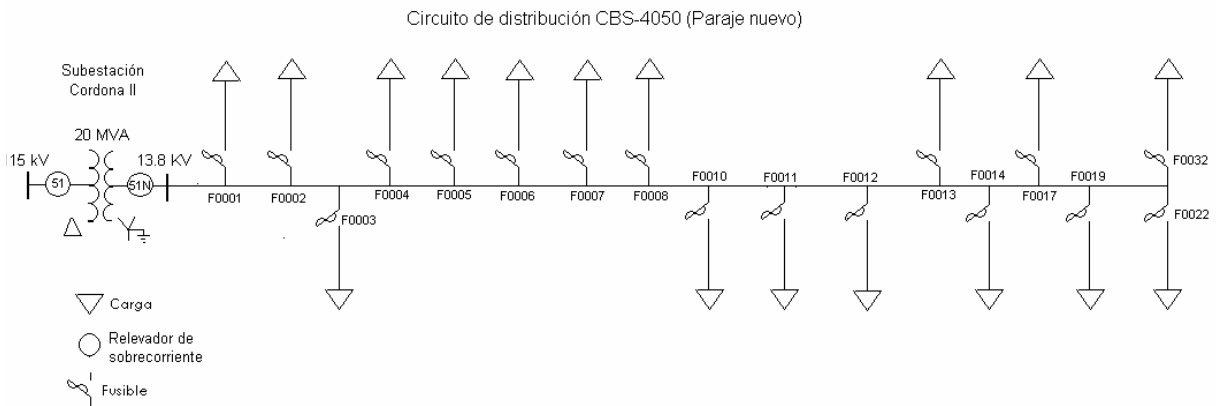 Circuito de distribución CBS-4050 (Paraje nuevo)
Subestación
Cordona II
20 MVA
115 kV
51
51N
13.8 KV
F0001
F0002
F0003
F0004
F0005
F0006
F0007
F0008
F0010
F0011
F0012
F0013
F0014
F0017
F0019
F0032
F0022
Carga
Relevador de
sobrecorriente
Fusible